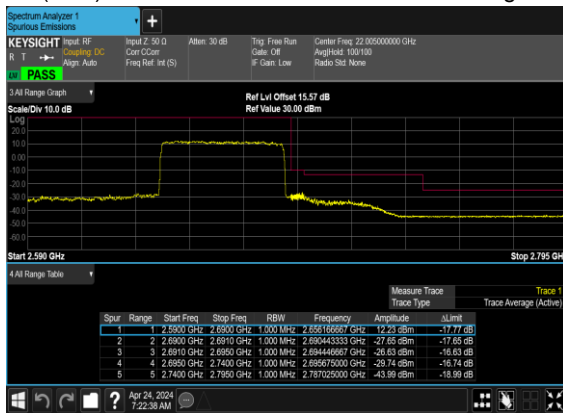 Spectrum Analyzer 1
Spurious Emissions
KEYSIGHT Input: RF Input Z: 50 Ω Atten: 30 dB Trig: Free Run Center Freq: 22.005000000 GHz
R T Coupling: DC Corr CCorr Gate: Off Avg|Hold: 100/100
Align: Auto Freq Ref: Int (S) IF Gain: Low Radio Std: None
PASS
3 All Range Graph
Ref Lvl Offset 15.57 dB
Scale/Div 10.0 dB Ref Value 30.00 dBm
Log
20.0
10.0
0.00
-10.0
-20.0
-30.0
-40.0
-50.0
-60.0
Start 2.590 GHz Stop 2.795 GHz
4 All Range Table
Measure Trace Trace 1
Trace Type Trace Average (Active)
Spur Range Start Freq Stop Freq RBW Frequency Amplitude ΔLimit
1 1 2.5900 GHz 2.6900 GHz 1.000 MHz 2.656166667 GHz 12.23 dBm -17.77 dB
2 2 2.6900 GHz 2.6910 GHz 1.000 MHz 2.690443333 GHz -27.65 dBm -17.65 dB
3 3 2.6910 GHz 2.6950 GHz 1.000 MHz 2.694446667 GHz -26.63 dBm -16.63 dB
4 4 2.6950 GHz 2.7400 GHz 1.000 MHz 2.695675000 GHz -29.74 dBm -16.74 dB
5 5 2.7400 GHz 2.7950 GHz 1.000 MHz 2.787025000 GHz -43.99 dBm -18.99 dB
Apr 24, 2024
7:22:38 AM